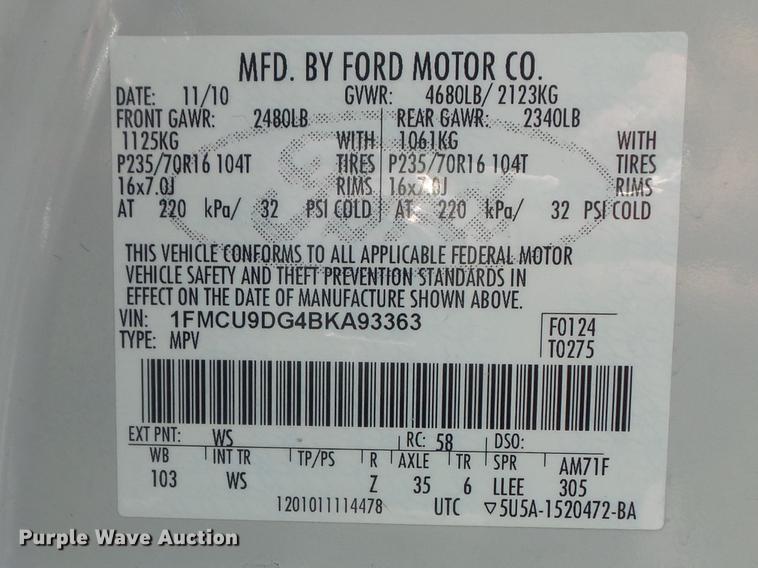 MFD. BY FORD MOTOR CO.
DATE: 11/10 GVWR: 4680LB/ 2123KG
FRONT GAWR: 2480LB REAR GAWR: 2340LB
1125KG WITH 1061KG WITH
P235/70R16 104T TIRES P235/70R16 104T TIRES
16x7.0J RIMS 16x7.0J RIMS
AT 220 kPa/ 32 PSI COLD AT 220 kPa/ 32 PSI COLD
Ford
THIS VEHICLE CONFORMS TO ALL APPLICABLE FEDERAL MOTOR
VEHICLE SAFETY AND THEFT PREVENTION STANDARDS IN
EFFECT ON THE DATE OF MANUFACTURE SHOWN ABOVE.
VIN: 1FMCU9DG4BKA93363 F0124
TYPE: MPV T0275
EXT PNT: WS RC: 58 DSO:
WB INT TR TP/PS R AXLE TR SPR AM71F
103 WS Z 35 6 LLEE 305
1201011114478 UTC ▽5U5A-1520472-BA
Purple Wave Auction